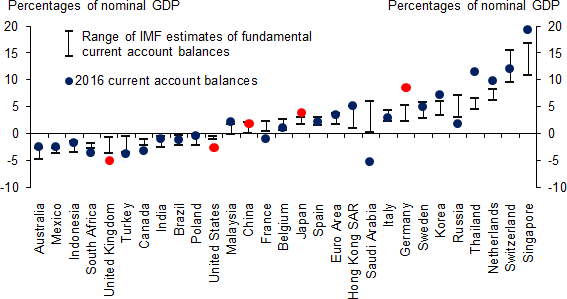 Percentages of nominal GDP
Percentages of nominal GDP
Range of IMF estimates of fundamental
current account balances
2016 current account balances
20
15
10
5
0
-5
-10
20
15
10
5
0
-5
-10
Australia
Mexico
Indonesia
South Africa
United Kingdom
Turkey
Canada
India
Brazil
Poland
United States
Malaysia
China
France
Belgium
Japan
Spain
Euro Area
Hong Kong SAR
Saudi Arabia
Italy
Germany
Sweden
Korea
Russia
Thailand
Netherlands
Switzerland
Singapore